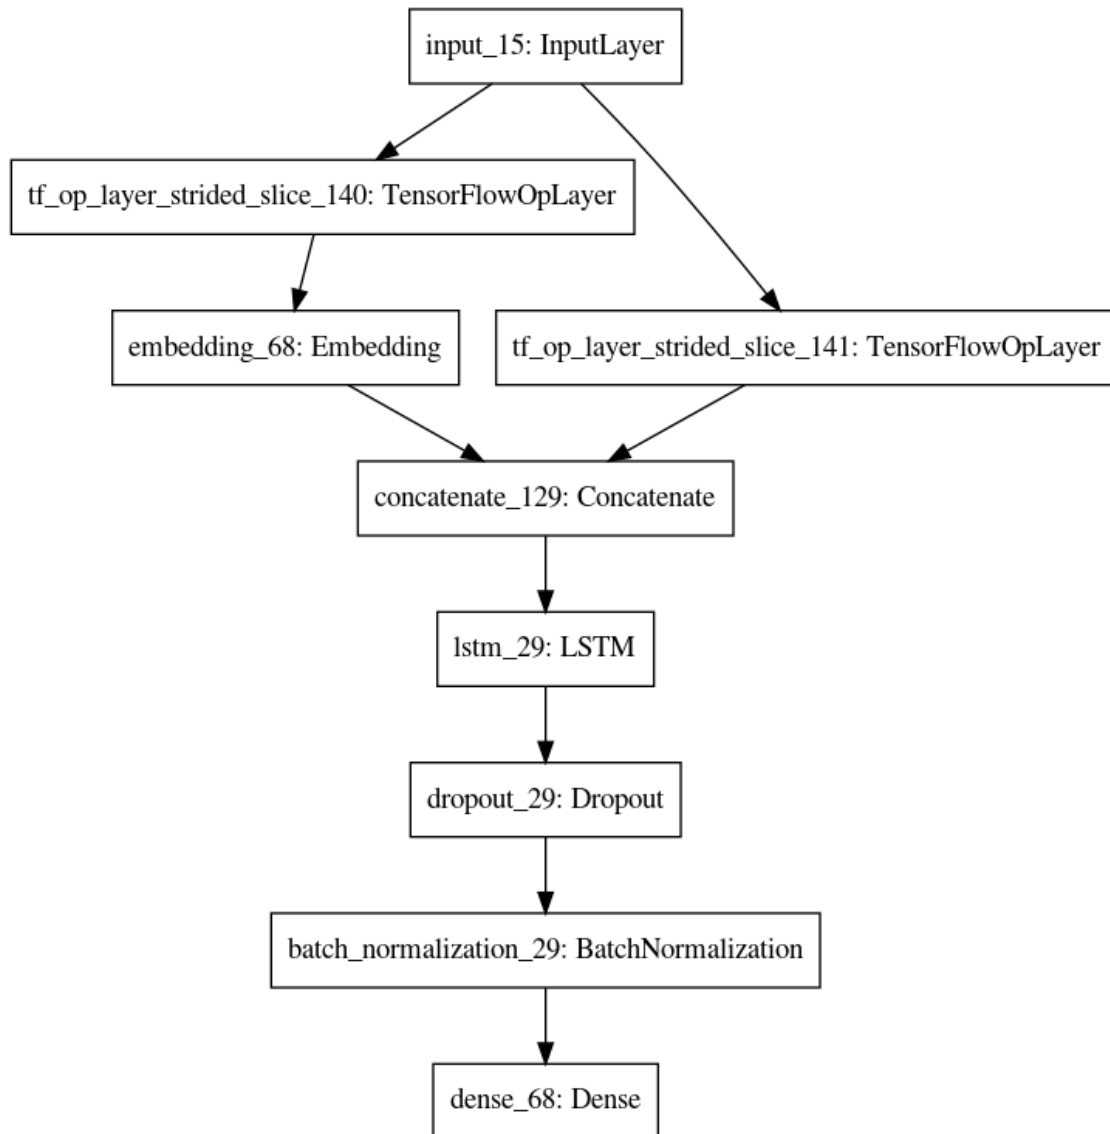 input_15: InputLayer
tf_op_layer_strided_slice_140: TensorFlowOpLayer
embedding_68: Embedding
tf_op_layer_strided_slice_141: TensorFlowOpLayer
concatenate_129: Concatenate
lstm_29: LSTM
dropout_29: Dropout
batch_normalization_29: BatchNormalization
dense_68: Dense